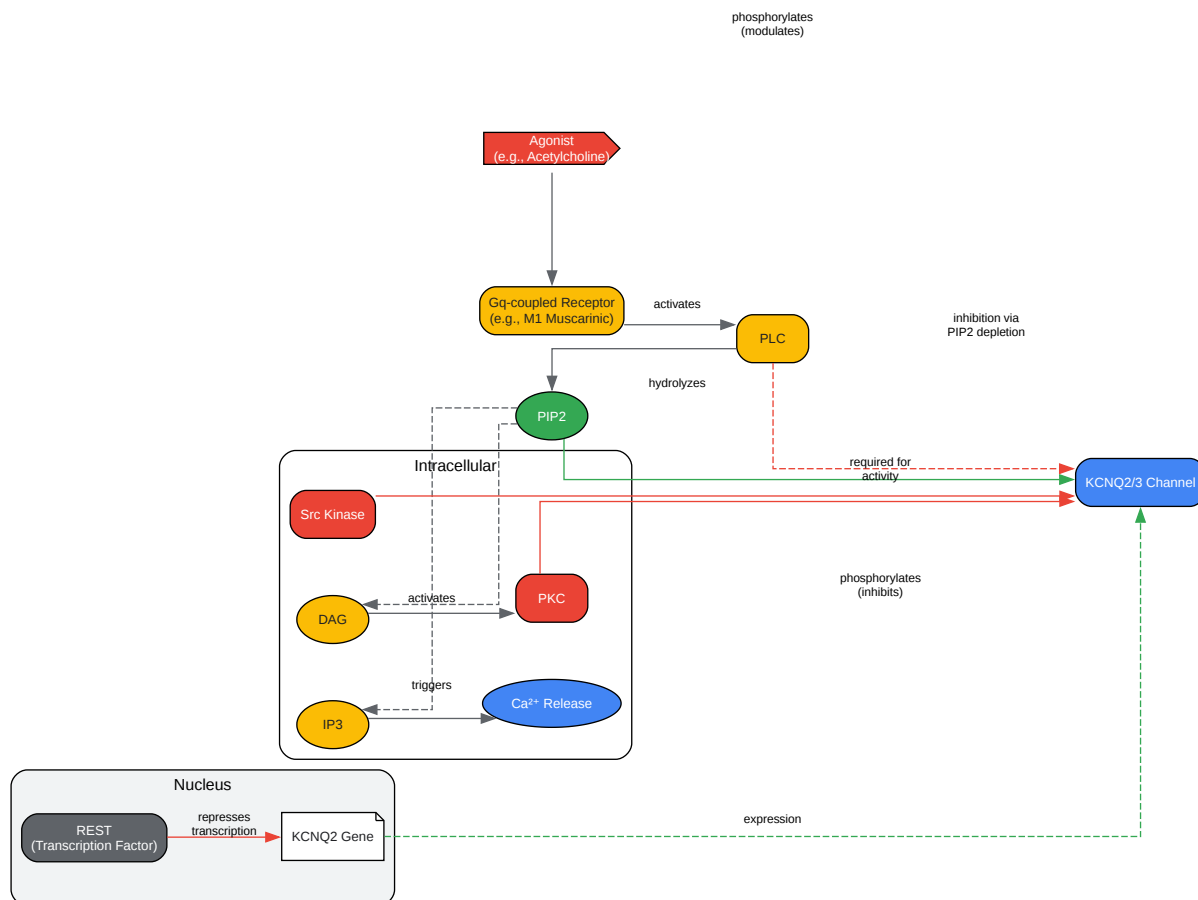 phosphorylates
(modulates)
Agonist
(e.g., Acetylcholine)
Gq-coupled Receptor
(e.g., M1 Muscarinic)
activates
PLC
inhibition via
PIP2 depletion
hydrolyzes
PIP2
Intracellular
required for
activity
KCNQ2/3 Channel
Src Kinase
phosphorylates
(inhibits)
activates
PKC
DAG
triggers
Ca²⁺ Release
IP3
Nucleus
REST
(Transcription Factor)
represses
transcription
KCNQ2 Gene
expression